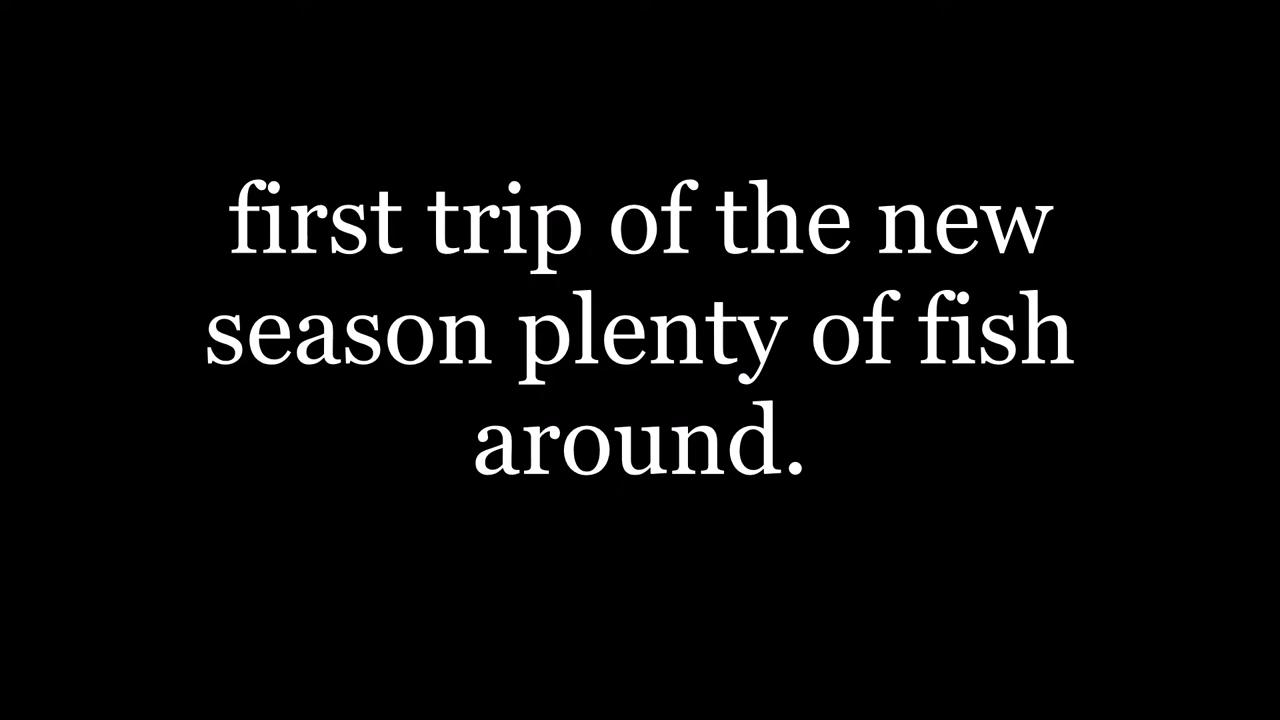 first trip of the new
season plenty of fish
around.